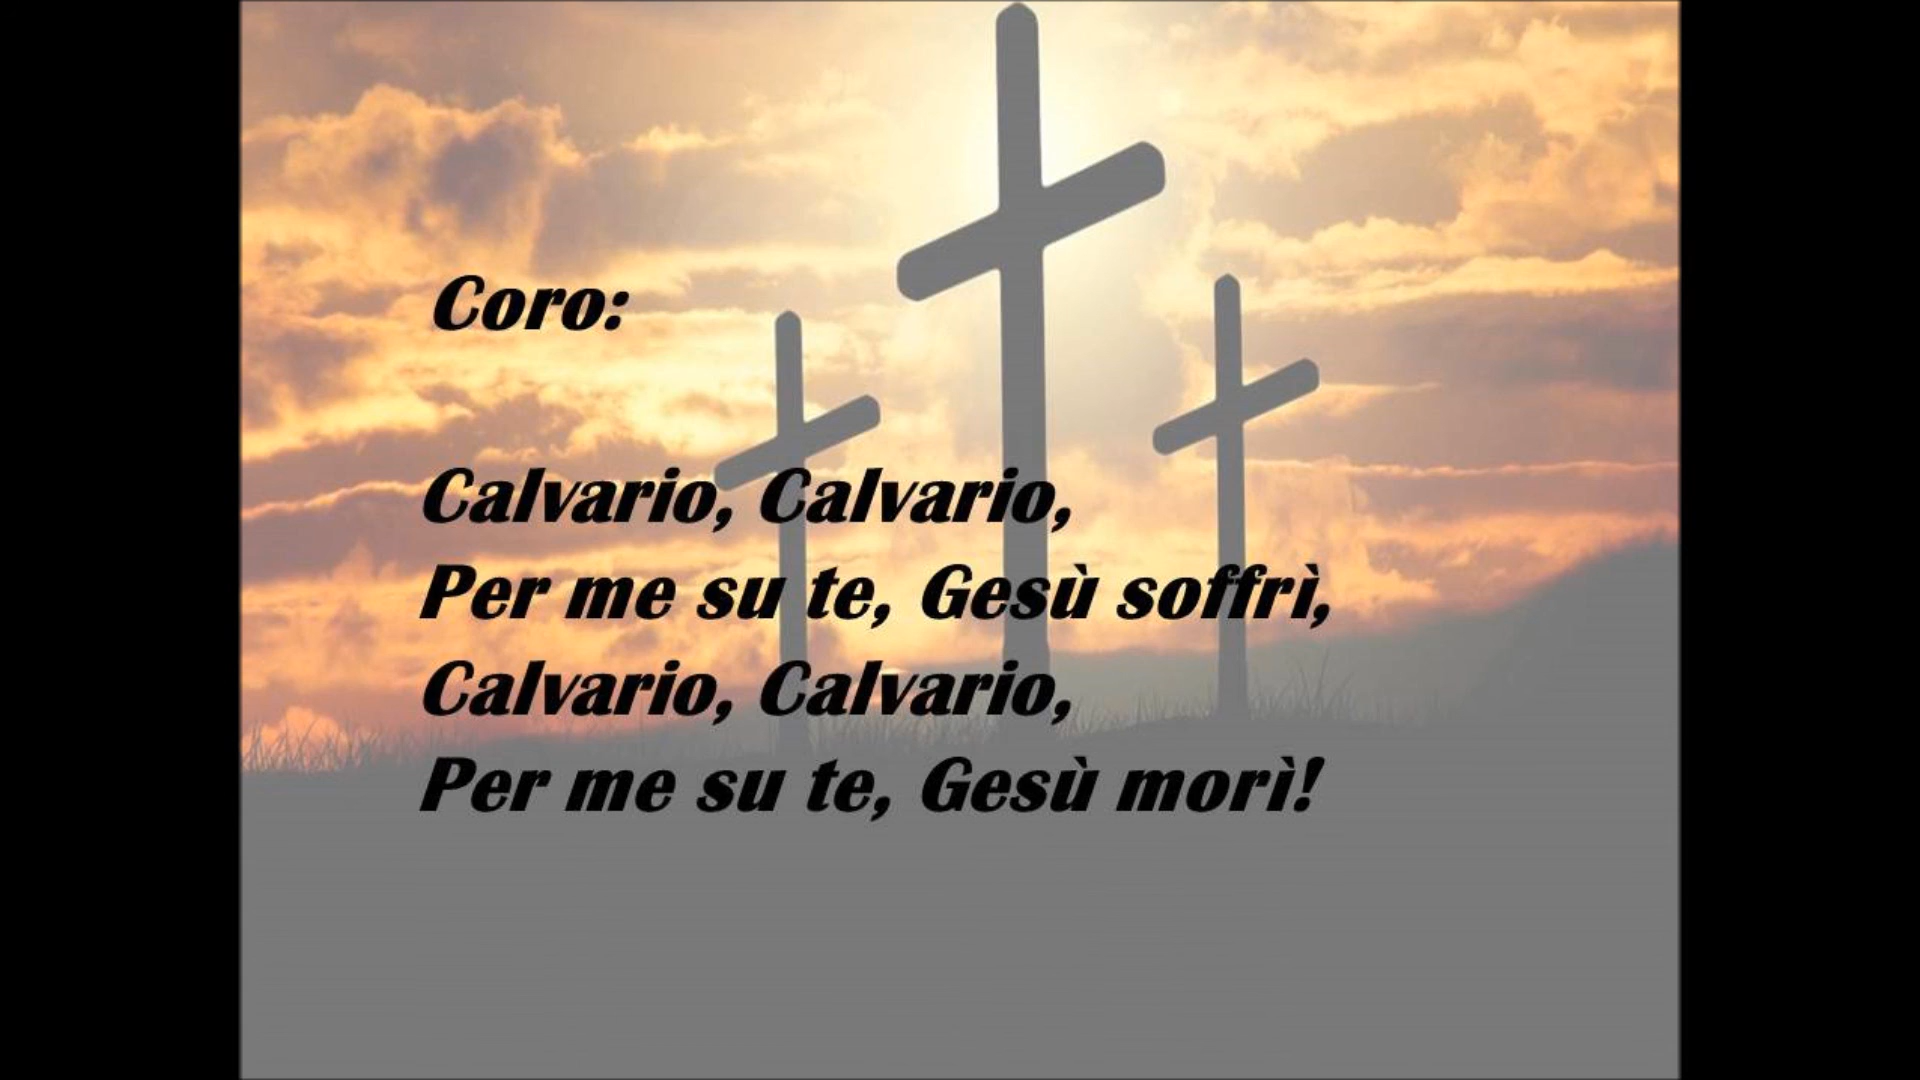 Coro:
Calvario, Calvario,
Per me su te, Gesù soffrì,
Calvario, Calvario,
Per me su te, Gesù morì!